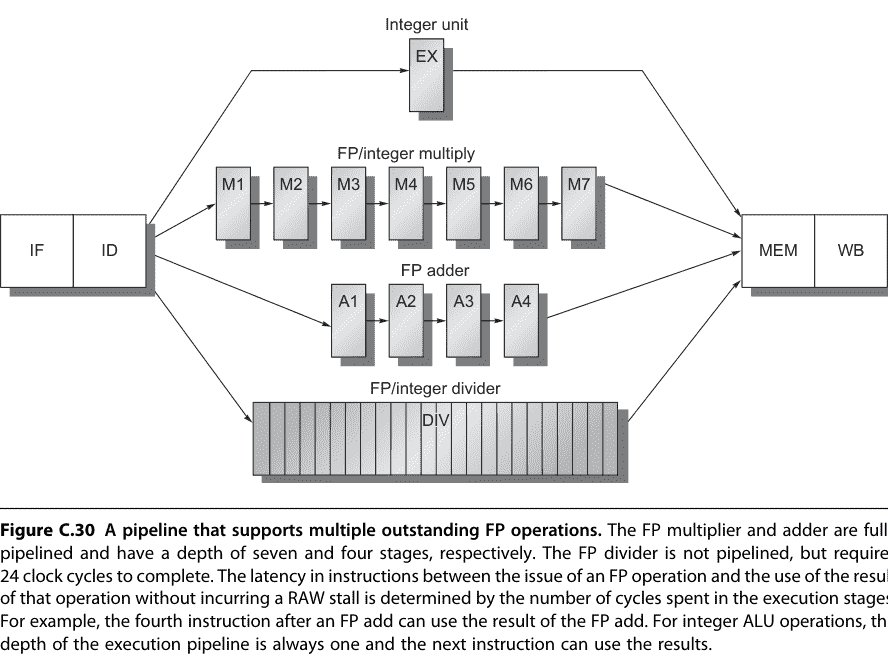 Integer unit
EX
FP/integer multiply
M1 M2 M3 M4 M5 M6 M7
IF ID MEM WB
FP adder
A1 A2 A3 A4
FP/integer divider
DIV
Figure C.30 A pipeline that supports multiple outstanding FP operations. The FP multiplier and adder are full
pipelined and have a depth of seven and four stages, respectively. The FP divider is not pipelined, but require
24 clock cycles to complete. The latency in instructions between the issue of an FP operation and the use of the resul
of that operation without incurring a RAW stall is determined by the number of cycles spent in the execution stages
For example, the fourth instruction after an FP add can use the result of the FP add. For integer ALU operations, th
depth of the execution pipeline is always one and the next instruction can use the results.